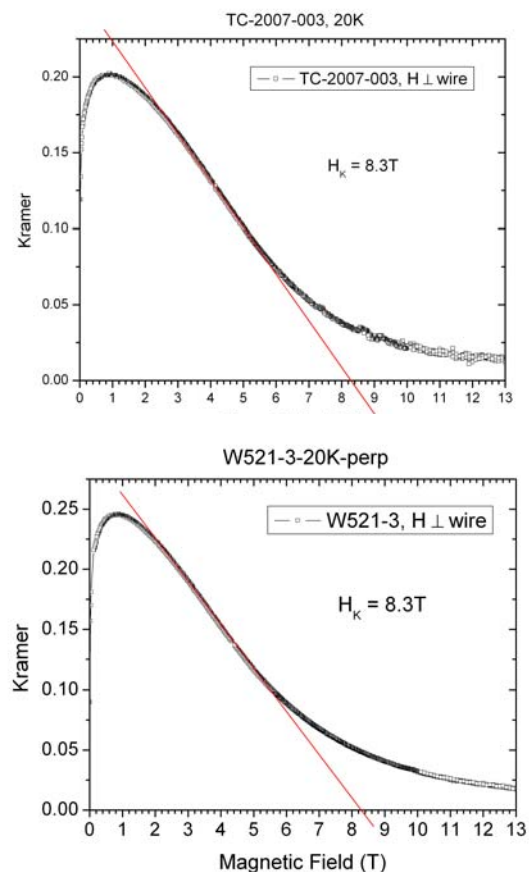 TC-2007-003, 20K
TC-2007-003, H ⊥ wire
H_K = 8.3T
Kramer
0.20
0.15
0.10
0.05
0.00
0 1 2 3 4 5 6 7 8 9 10 11 12 13
W521-3-20K-perp
W521-3, H ⊥ wire
H_K = 8.3T
Kramer
0.25
0.20
0.15
0.10
0.05
0.00
0 1 2 3 4 5 6 7 8 9 10 11 12 13
Magnetic Field (T)